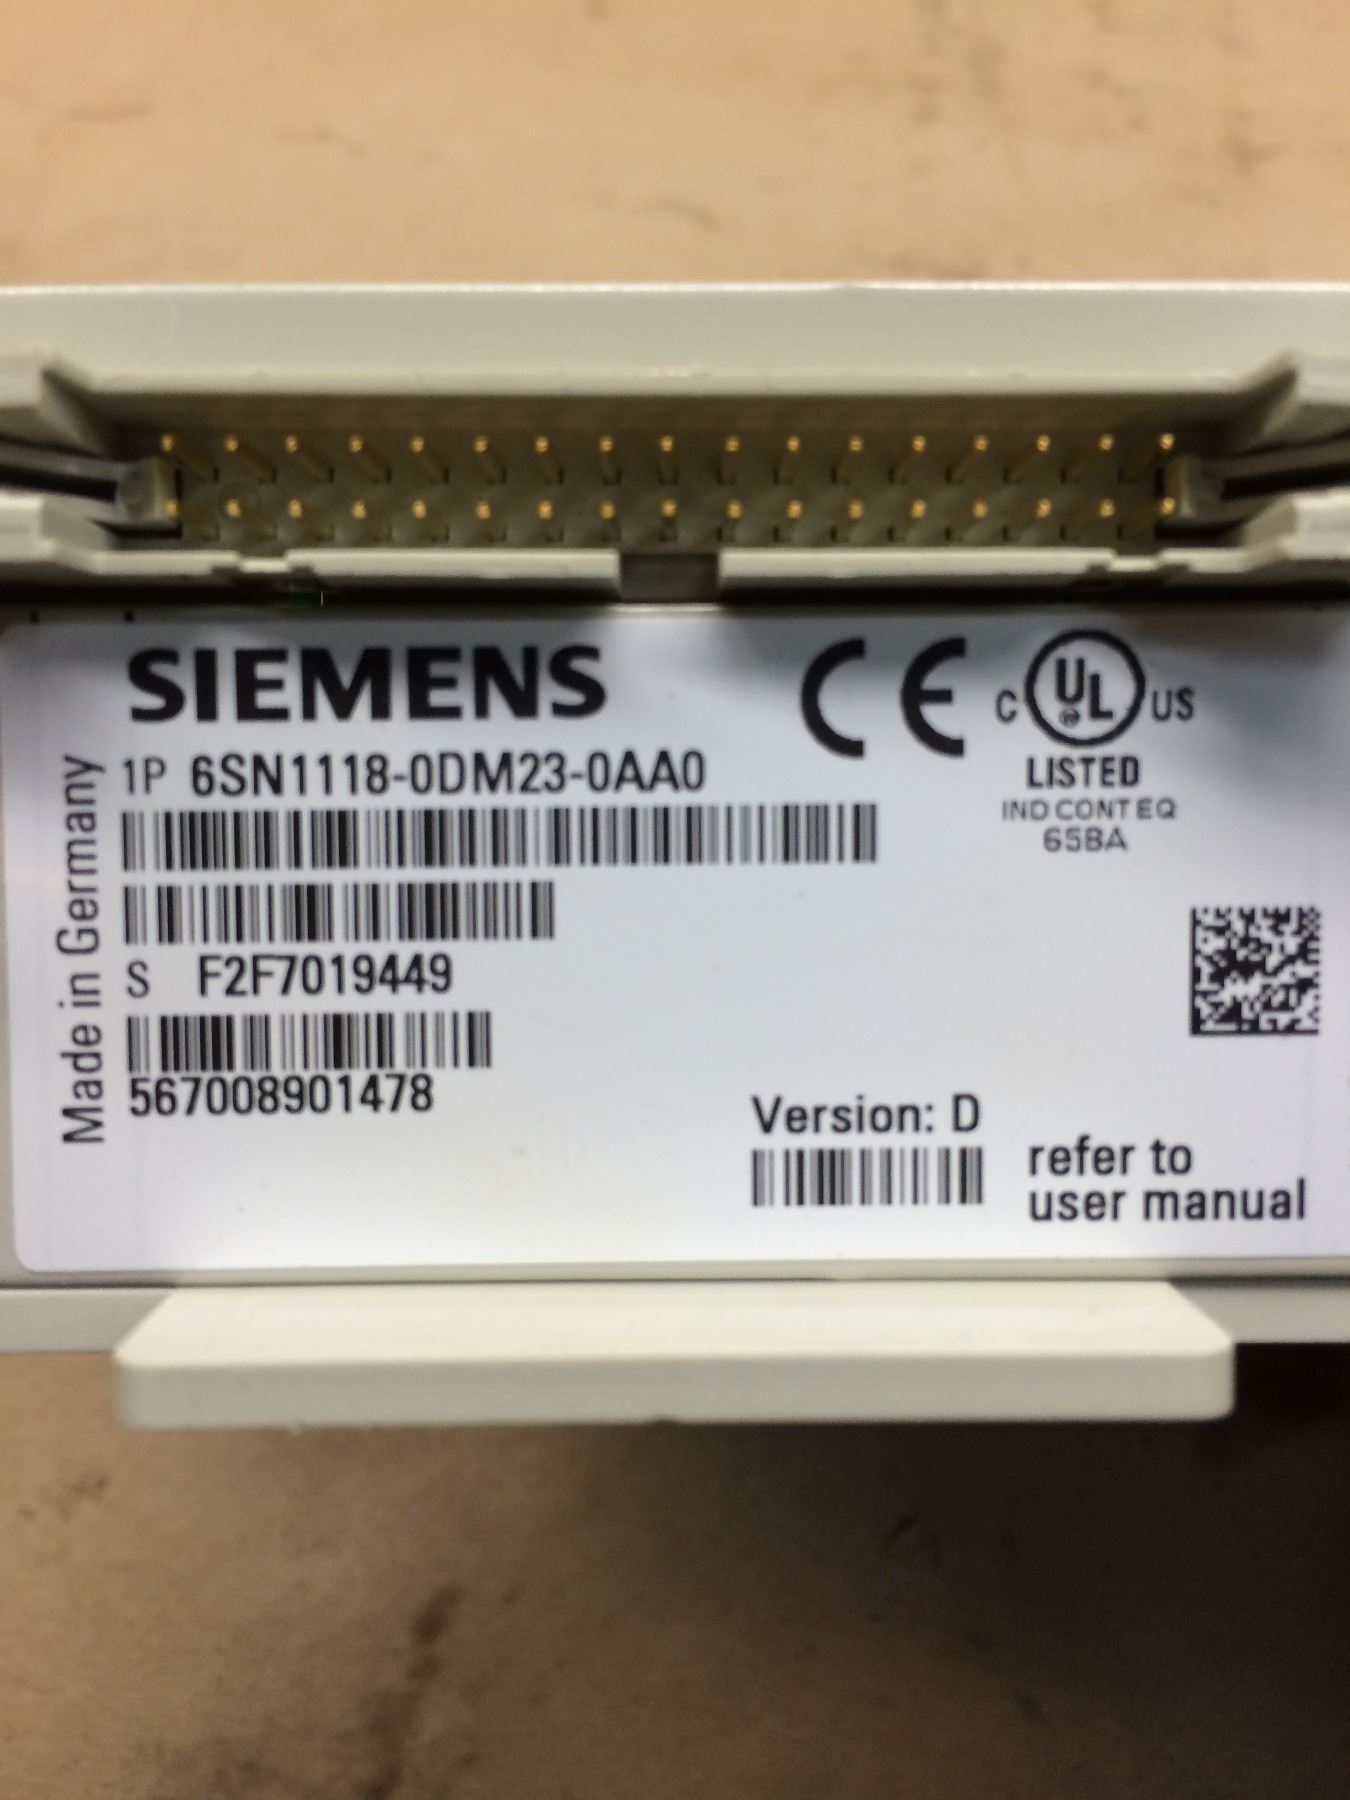 SIEMENS
CE
C UL ® US
LISTED
IND CONT EQ
65BA
1P 6SN1118-0DM23-0AA0
S F2F7019449
567008901478
Made in Germany
Version: D
refer to
user manual